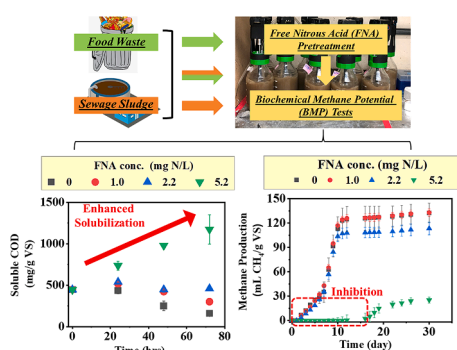 Food Waste
Sewage Sludge
Free Nitrous Acid (FNA)
Pretreatment
Biochemical Methane Potential
(BMP) Tests
FNA conc. (mg N/L)
0 1.0 2.2 5.2
Enhanced
Solubilization
Soluble COD
(mg/g VS)
1500
1000
500
0
0 20 40 60 80
Time (hrs)
FNA conc. (mg N/L)
0 1.0 2.2 5.2
Inhibition
Methane Production
(mL CH₄/g VS)
150
120
90
60
30
0
0 10 20 30
Time (day)